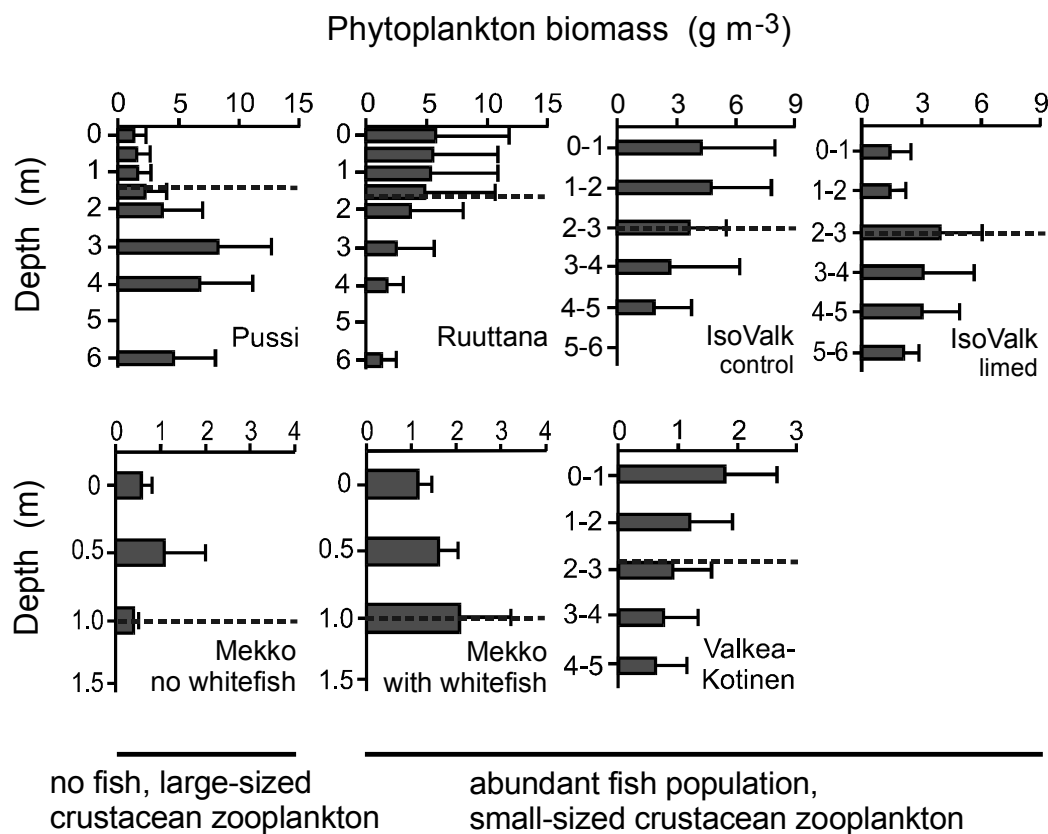 Phytoplankton biomass (g m-3)
0 5 10 15
0 5 10 15
0 3 6 9
0 3 6 9
Depth (m)
0
1
2
3
4
5
6
Pussi
0
1
2
3
4
5
6
Ruuttana
0-1
1-2
2-3
3-4
4-5
5-6
IsoValk
control
0-1
1-2
2-3
3-4
4-5
5-6
IsoValk
limed
0 1 2 3 4
0 1 2 3 4
0 1 2 3
Depth (m)
0
0.5
1.0
1.5
Mekko
no whitefish
0
0.5
1.0
1.5
Mekko
with whitefish
0-1
1-2
2-3
3-4
4-5
Valkea-
Kotinen
no fish, large-sized
crustacean zooplankton
abundant fish population,
small-sized crustacean zooplankton